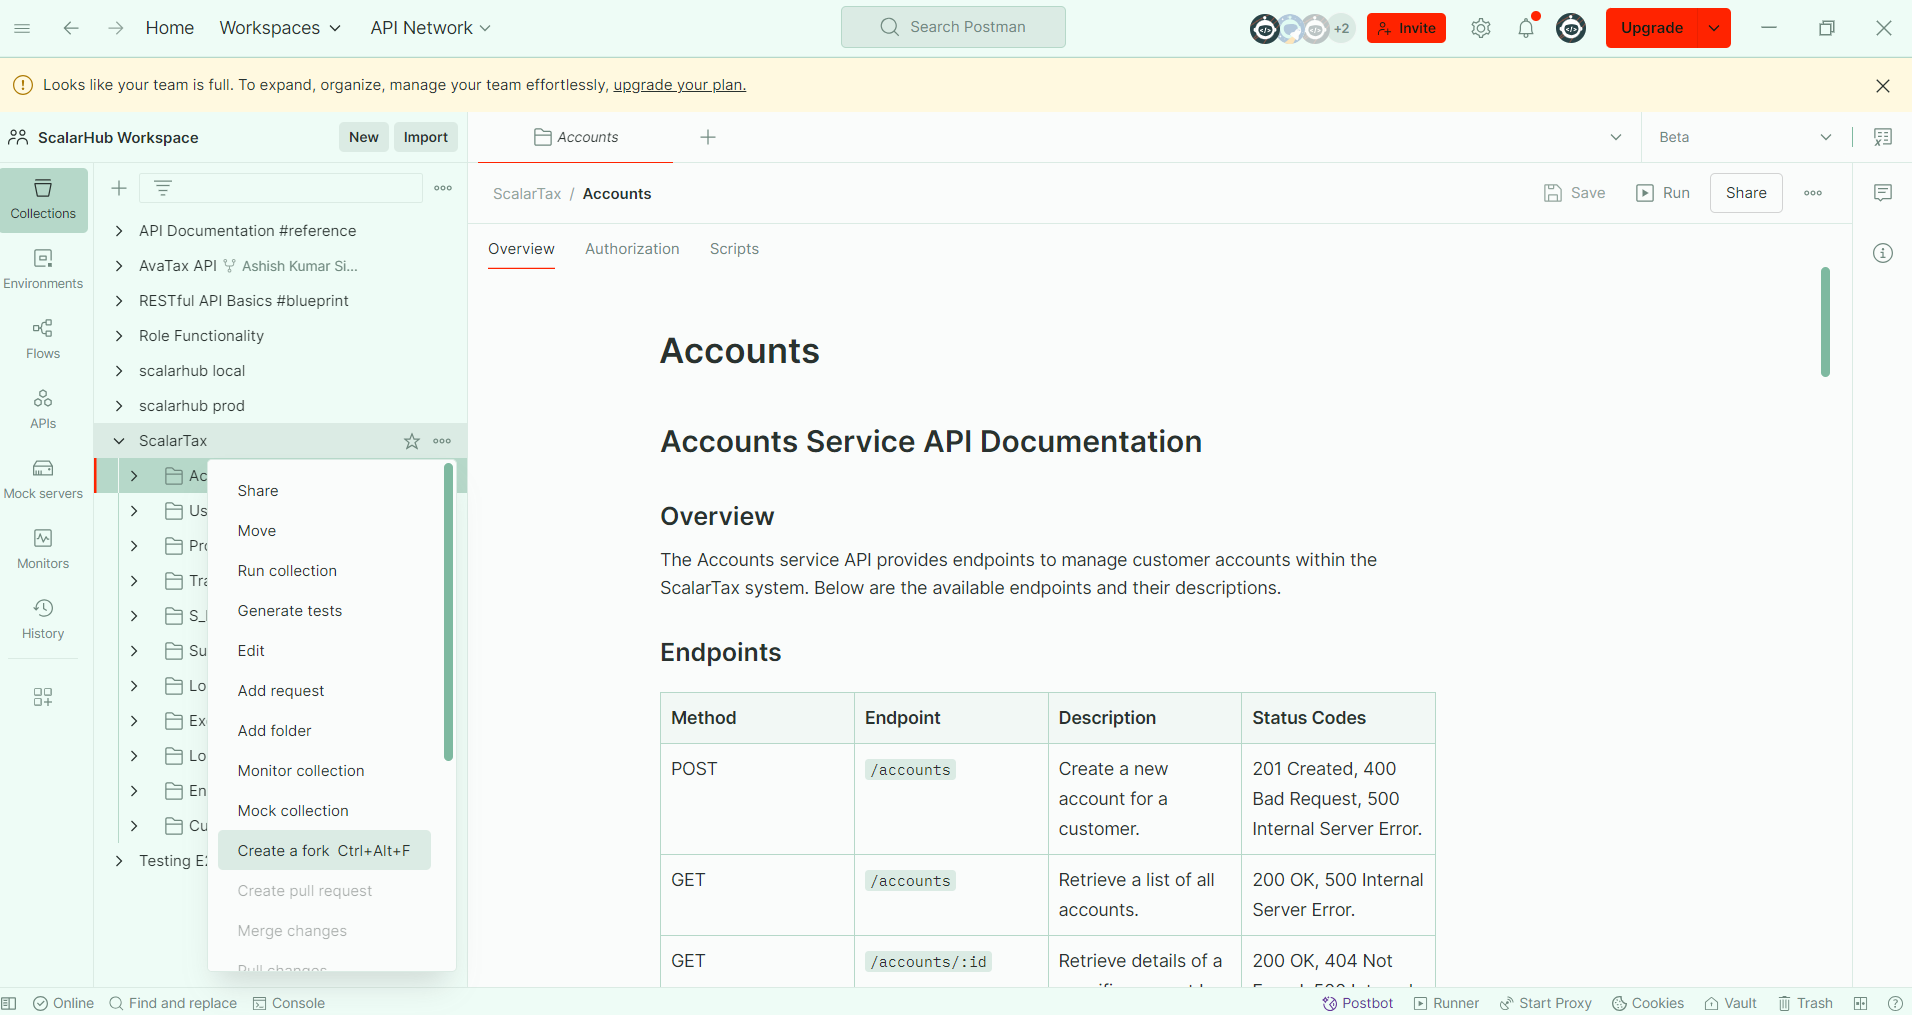 Home Workspaces API Network Search Postman +2 Invite Upgrade
Looks like your team is full. To expand, organize, manage your team effortlessly, upgrade your plan.
ScalarHub Workspace New Import Accounts Beta
Collections
Environments
Flows
APIs
Mock servers
Monitors
History
API Documentation #reference
AvaTax API Ashish Kumar Si...
RESTful API Basics #blueprint
Role Functionality
scalarhub local
scalarhub prod
ScalarTax
Ac
Us
Pro
Tra
S_
Su
Lo
Ex
Lo
En
Cu
Testing E2
Share
Move
Run collection
Generate tests
Edit
Add request
Add folder
Monitor collection
Mock collection
Create a fork Ctrl+Alt+F
Create pull request
Merge changes
Pull changes
ScalarTax / Accounts Save Run Share
Overview Authorization Scripts
Accounts
Accounts Service API Documentation
Overview
The Accounts service API provides endpoints to manage customer accounts within the
ScalarTax system. Below are the available endpoints and their descriptions.
Endpoints
Method Endpoint Description Status Codes
POST /accounts Create a new account for a customer. 201 Created, 400 Bad Request, 500 Internal Server Error.
GET /accounts Retrieve a list of all accounts. 200 OK, 500 Internal Server Error.
GET /accounts/:id Retrieve details of a 200 OK, 404 Not
Online Find and replace Console Postbot Runner Start Proxy Cookies Vault Trash